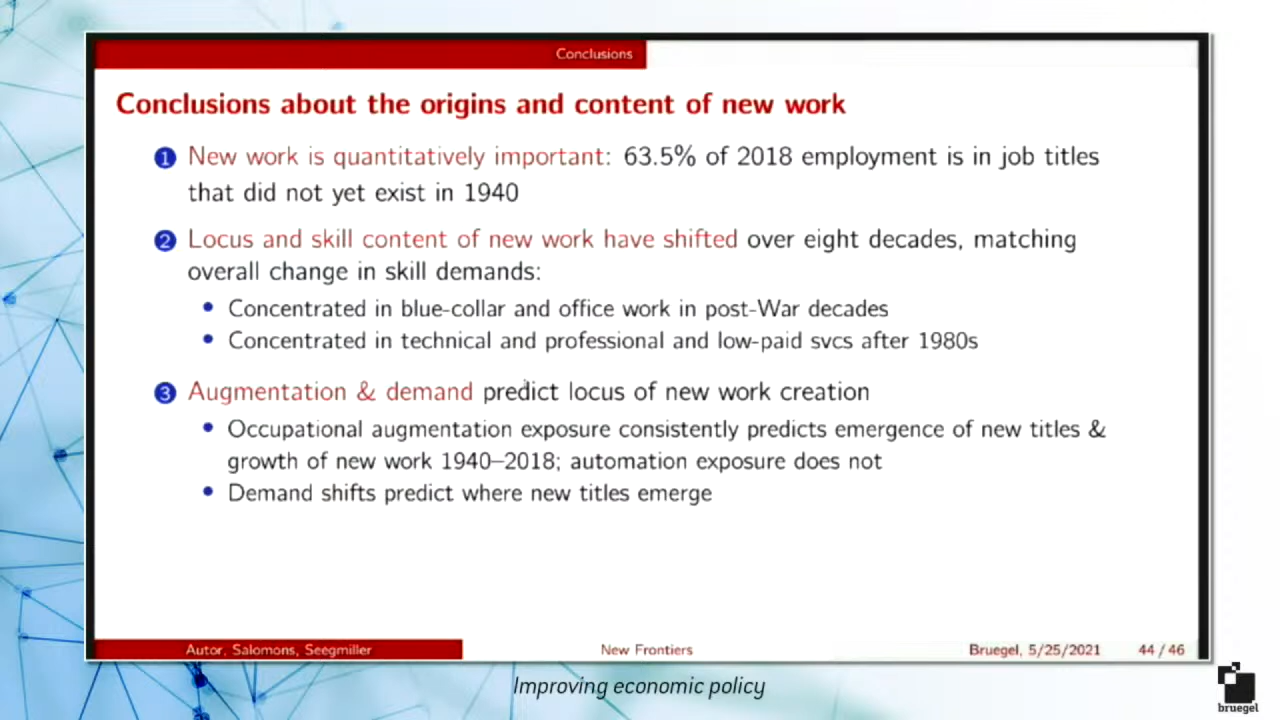 Conclusions
Conclusions about the origins and content of new work
1 New work is quantitatively important: 63.5% of 2018 employment is in job titles
that did not yet exist in 1940
2 Locus and skill content of new work have shifted over eight decades, matching
overall change in skill demands:
• Concentrated in blue-collar and office work in post-War decades
• Concentrated in technical and professional and low-paid svcs after 1980s
3 Augmentation & demand predict locus of new work creation
• Occupational augmentation exposure consistently predicts emergence of new titles &
growth of new work 1940–2018; automation exposure does not
• Demand shifts predict where new titles emerge
Autor, Salomons, Seegmiller New Frontiers Bruegel, 5/25/2021 44 / 46
Improving economic policy
bruegel